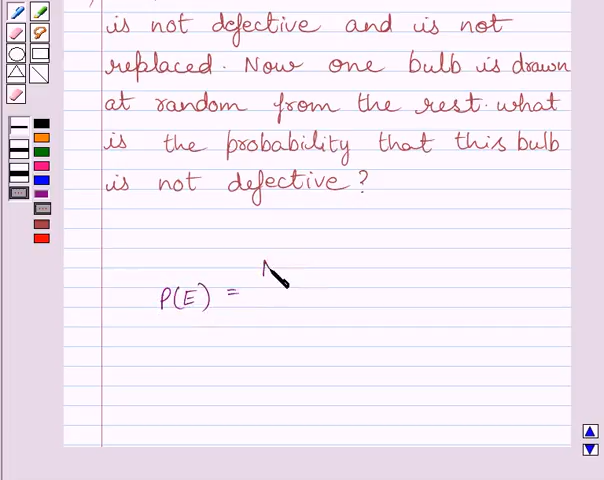 is not defective and is not
replaced. Now one bulb is drawn
at random from the rest. what
is the probability that this bulb
is not defective?
P(E) =